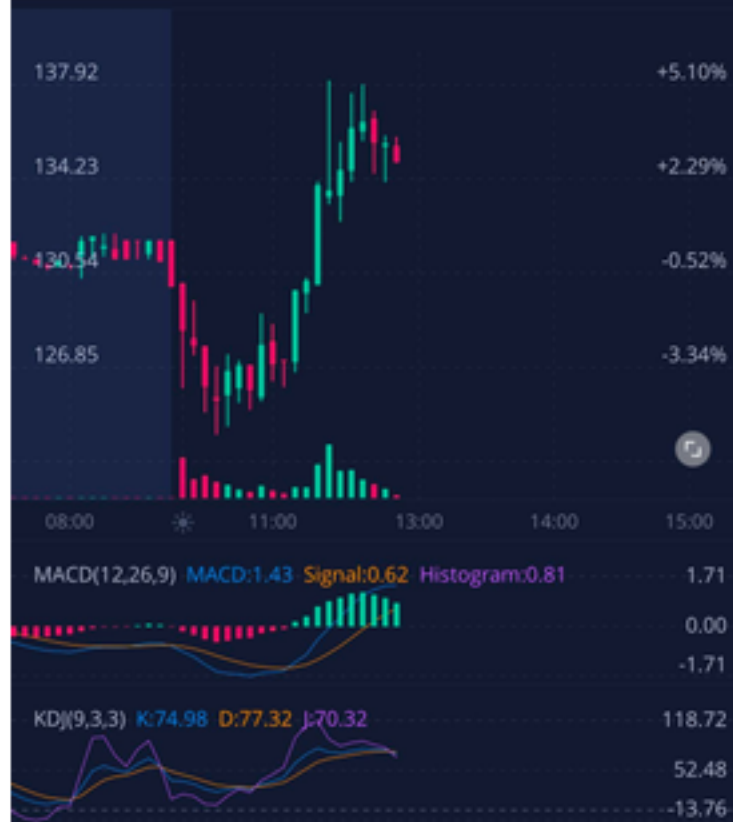 137.92 +5.10%
134.23 +2.29%
130.54 -0.52%
126.85 -3.34%
08:00 11:00 13:00 14:00 15:00
MACD(12,26,9) MACD:1.43 Signal:0.62 Histogram:0.81 1.71
0.00
-1.71
KDJ(9,3,3) K:74.98 D:77.32 J:70.32 118.72
52.48
-13.76